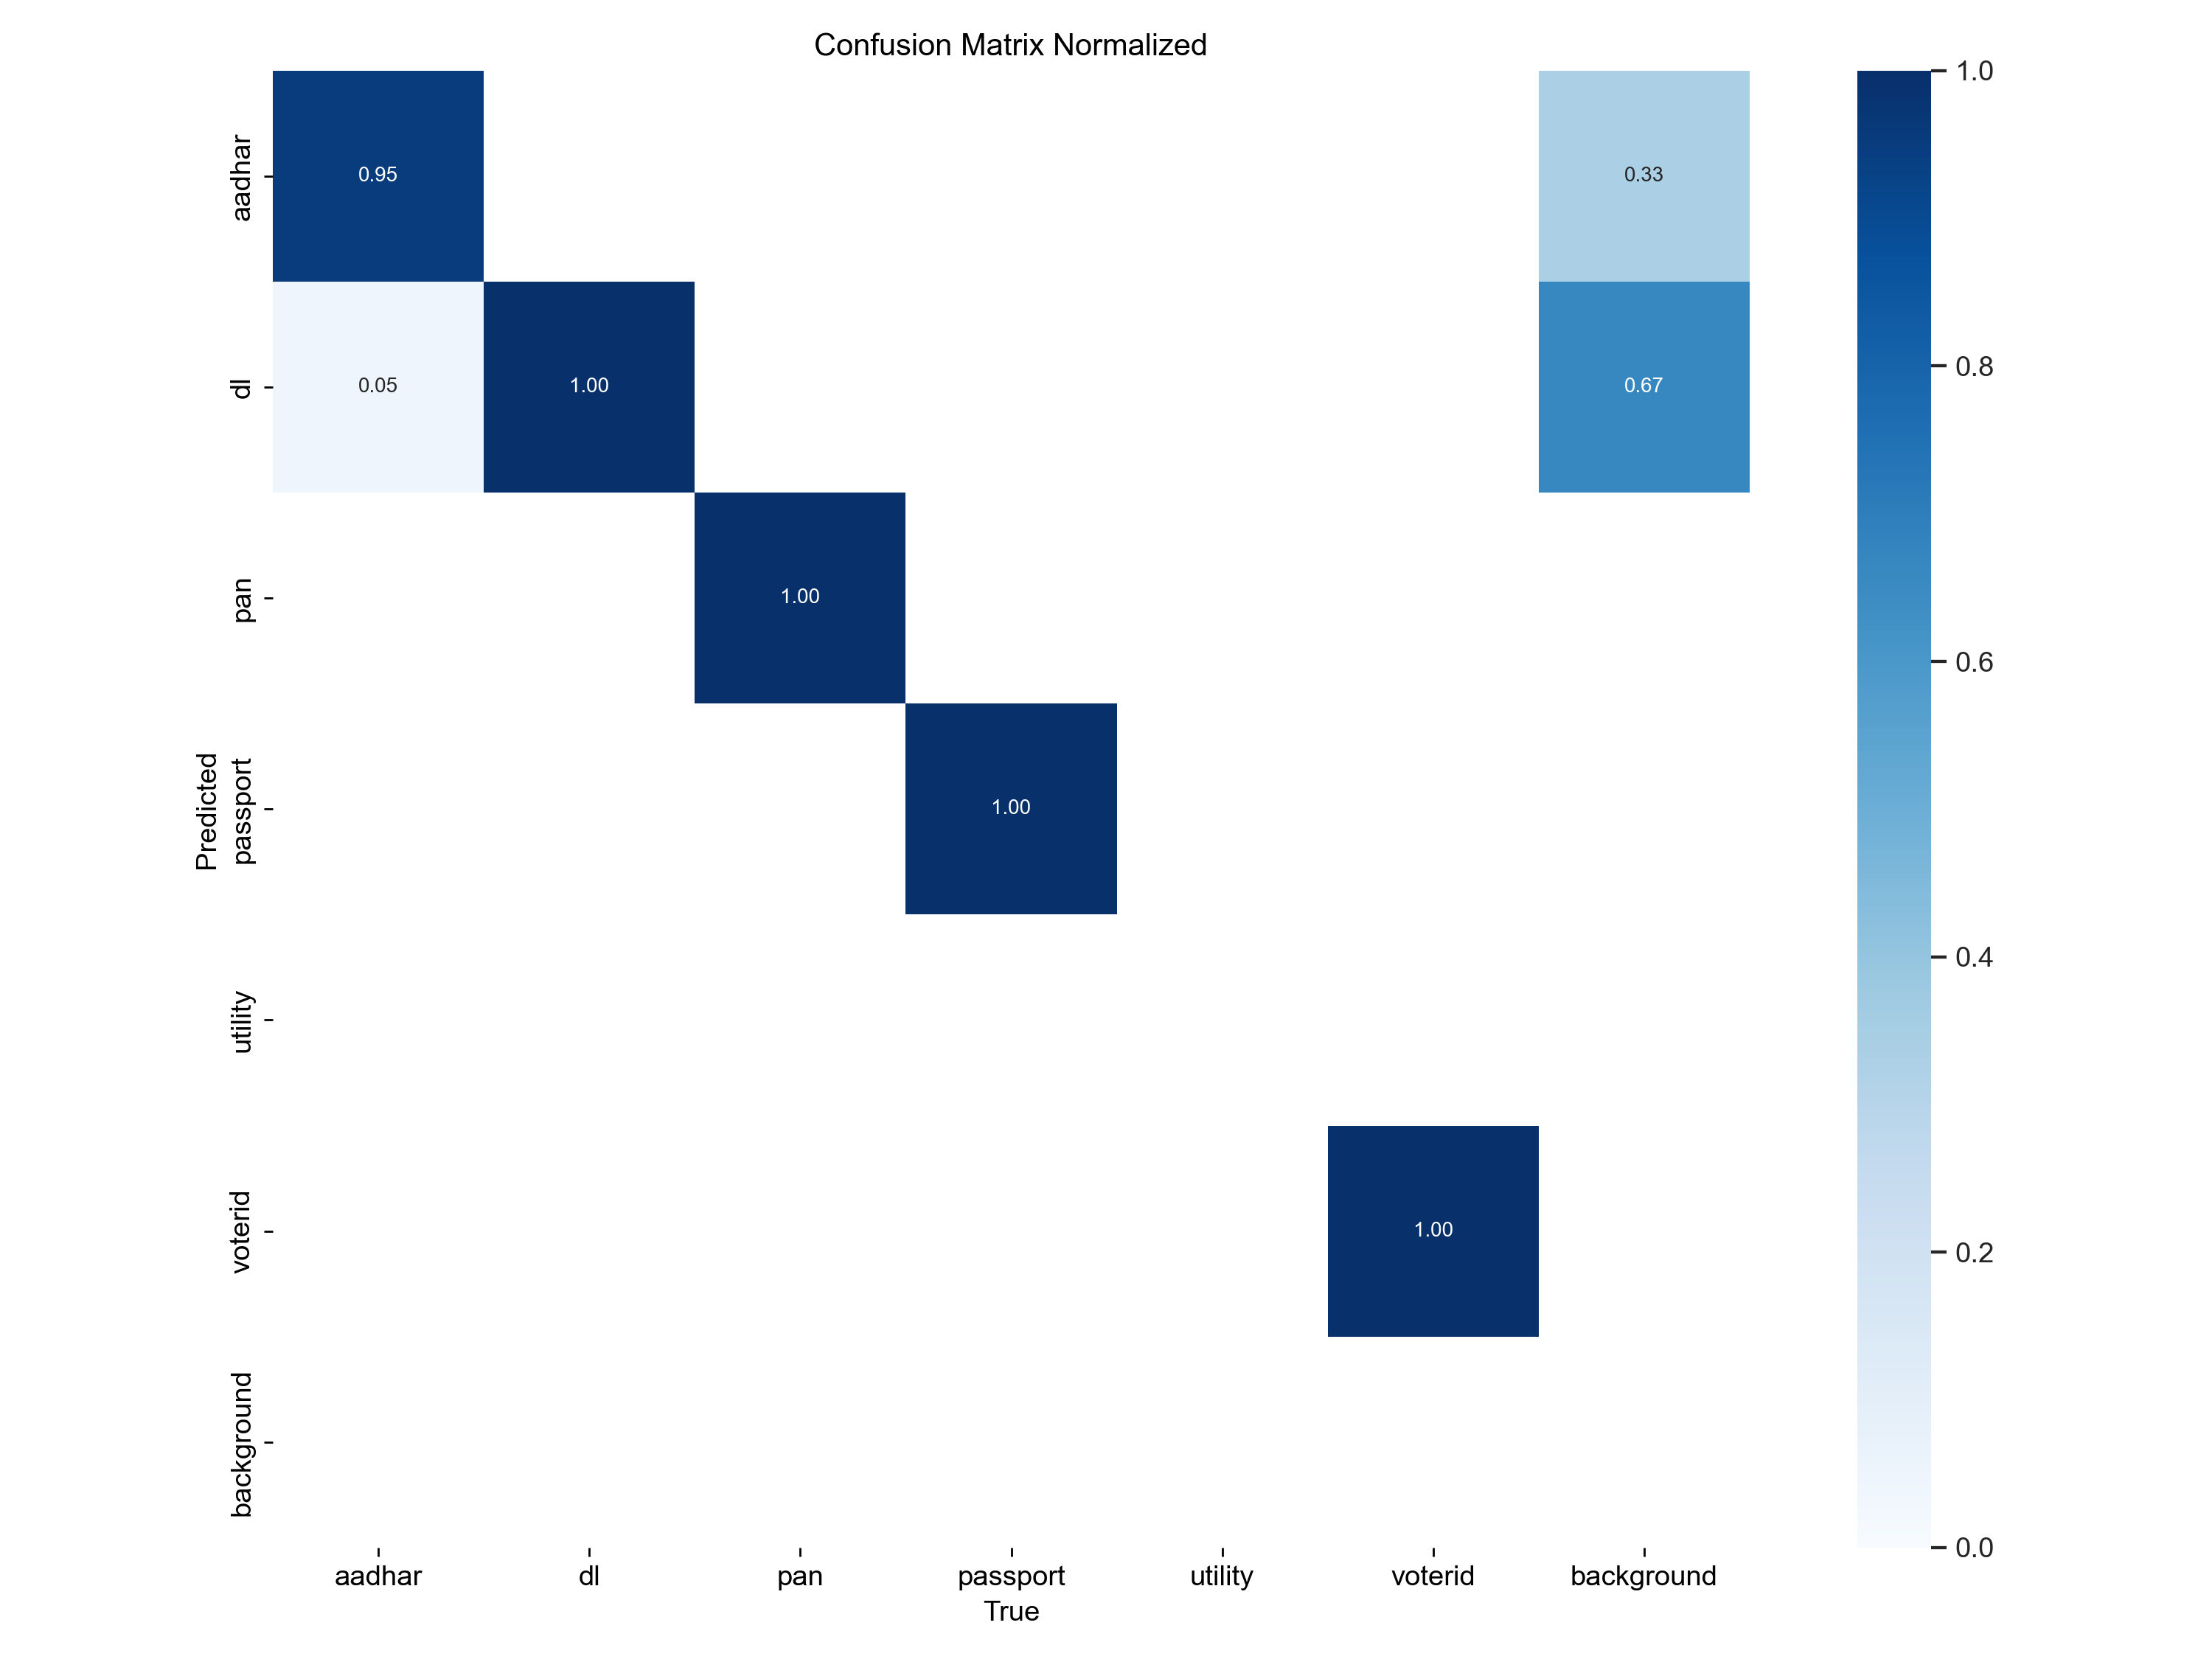 Confusion Matrix Normalized
aadhar
0.95
0.33
1.0
dl
0.05
1.00
0.67
0.8
pan
1.00
0.6
Predicted
passport
1.00
0.4
utility
voterid
1.00
0.2
background
0.0
aadhar dl pan passport utility voterid background
True